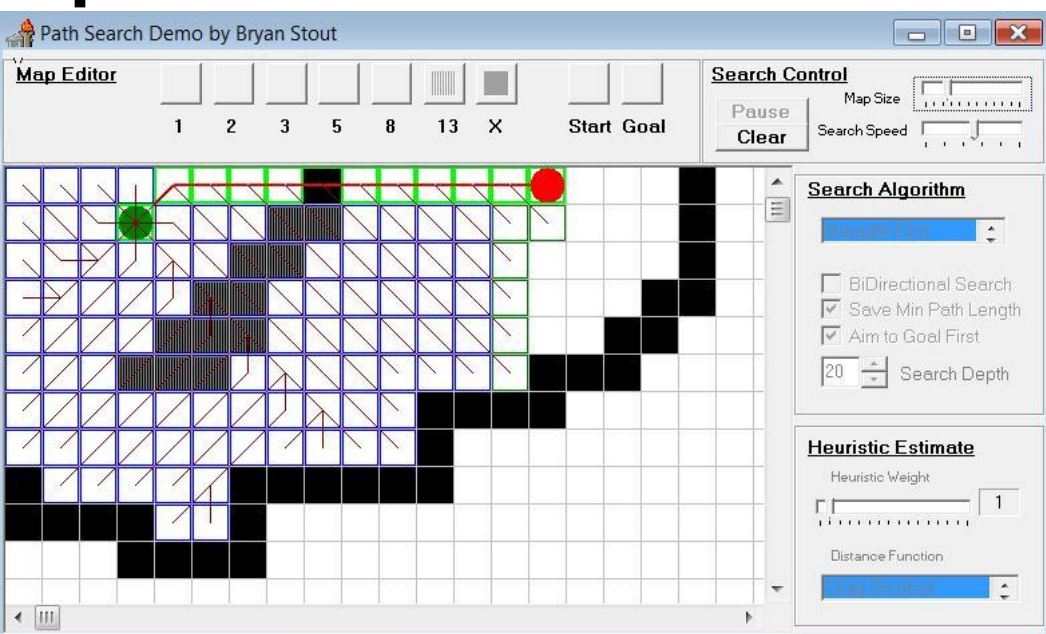 Path Search Demo by Bryan Stout
Map Editor
1 2 3 5 8 13 X Start Goal
Search Control
Pause
Clear
Map Size
Search Speed
Search Algorithm
BiDirectional Search
Save Min Path Length
Aim to Goal First
20 Search Depth
Heuristic Estimate
Heuristic Weight
1
Distance Function